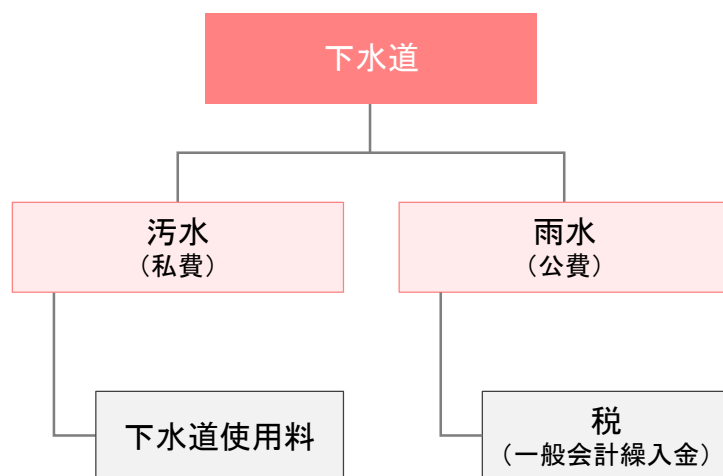 下水道
汚水
（私費）
雨水
（公費）
下水道使用料
税
（一般会計繰入金）